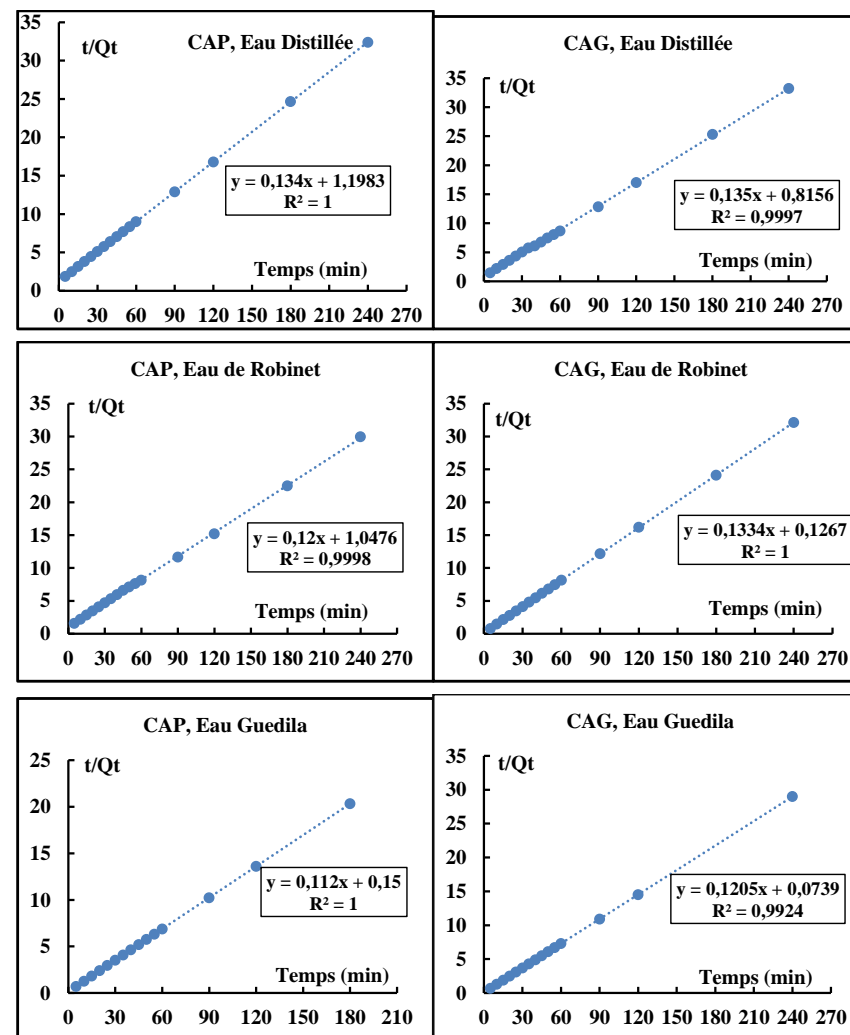 CAP, Eau Distillée
t/Qt
35
30
25
20
15
10
5
0
y = 0,134x + 1,1983
R² = 1
Temps (min)
0 30 60 90 120 150 180 210 240 270
CAG, Eau Distillée
t/Qt
35
30
25
20
15
10
5
0
y = 0,135x + 0,8156
R² = 0,9997
Temps (min)
0 30 60 90 120 150 180 210 240 270
CAP, Eau de Robinet
t/Qt
35
30
25
20
15
10
5
0
y = 0,12x + 1,0476
R² = 0,9998
Temps (min)
0 30 60 90 120 150 180 210 240 270
CAG, Eau de Robinet
t/Qt
35
30
25
20
15
10
5
0
y = 0,1334x + 0,1267
R² = 1
Temps (min)
0 30 60 90 120 150 180 210 240 270
CAP, Eau Guedila
t/Qt
25
20
15
10
5
0
y = 0,112x + 0,15
R² = 1
Temps (min)
0 30 60 90 120 150 180 210
CAG, Eau Guedila
t/Qt
35
30
25
20
15
10
5
0
y = 0,1205x + 0,0739
R² = 0,9924
Temps (min)
0 30 60 90 120 150 180 210 240 270